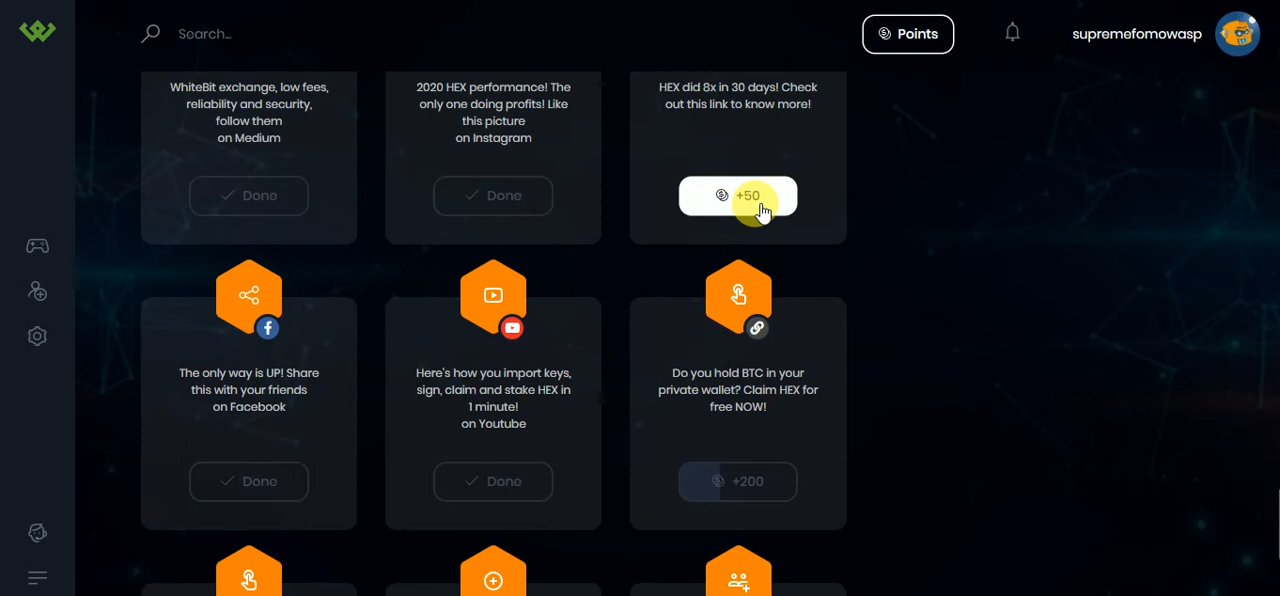 Search...
Points
supremefomowasp
WhiteBit exchange, low fees,
reliability and security,
follow them
on Medium
Done
2020 HEX performance! The
only one doing profits! Like
this picture
on Instagram
Done
HEX did 8x in 30 days! Check
out this link to know more!
+50
The only way is UP! Share
this with your friends
on Facebook
Done
Here's how you import keys,
sign, claim and stake HEX in
1 minute!
on Youtube
Done
Do you hold BTC in your
private wallet? Claim HEX for
free NOW!
+200